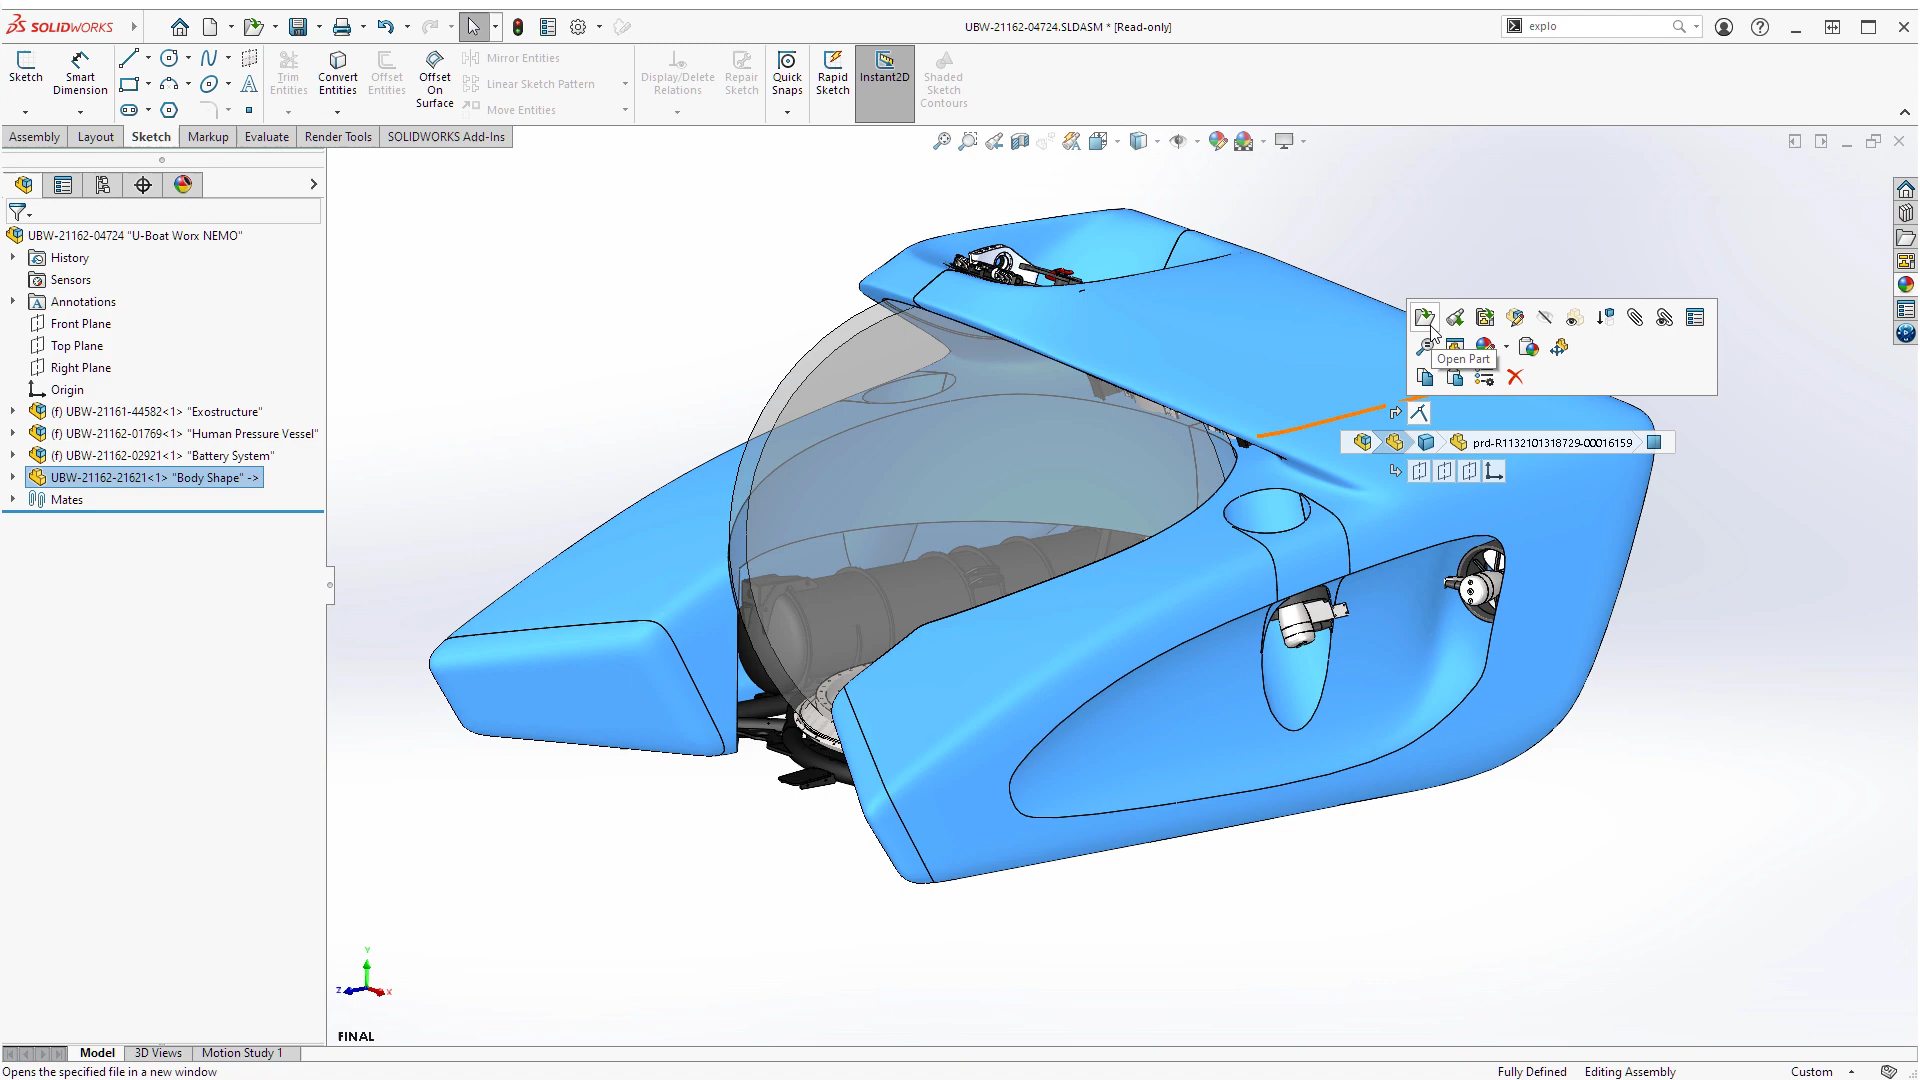 SOLIDWORKS
UBW-21162-04724.SLDASM * [Read-only]
explo
Sketch
Smart Dimension
Trim Entities
Convert Entities
Offset Entities
Offset On Surface
Mirror Entities
Linear Sketch Pattern
Move Entities
Display/Delete Relations
Repair Sketch
Quick Snaps
Rapid Sketch
Instant2D
Shaded Sketch Contours
Assembly
Layout
Sketch
Markup
Evaluate
Render Tools
SOLIDWORKS Add-Ins
UBW-21162-04724 "U-Boat Worx NEMO"
History
Sensors
Annotations
Front Plane
Top Plane
Right Plane
Origin
(f) UBW-21161-44582<1> "Exostructure"
(f) UBW-21162-01769<1> "Human Pressure Vessel"
(f) UBW-21162-02921<1> "Battery System"
UBW-21162-21621<1> "Body Shape" ->
Mates
Open Part
prd-R1132101318729-00016159
Y
Z
X
FINAL
Model
3D Views
Motion Study 1
Opens the specified file in a new window
Fully Defined
Editing Assembly
Custom